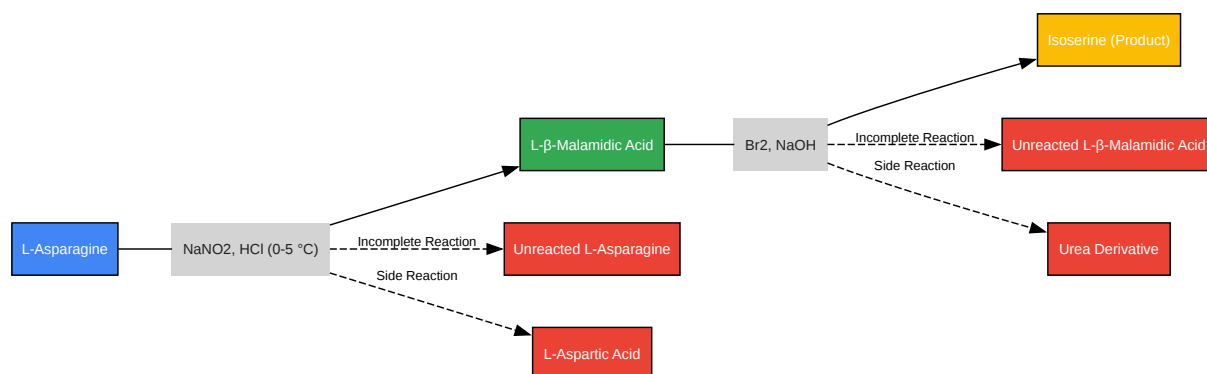 Isoserine (Product)
L-β-Malamidic Acid
Br2, NaOH
Incomplete Reaction
Unreacted L-β-Malamidic Acid
Side Reaction
L-Asparagine
NaNO2, HCl (0-5 °C)
Incomplete Reaction
Unreacted L-Asparagine
Urea Derivative
Side Reaction
L-Aspartic Acid